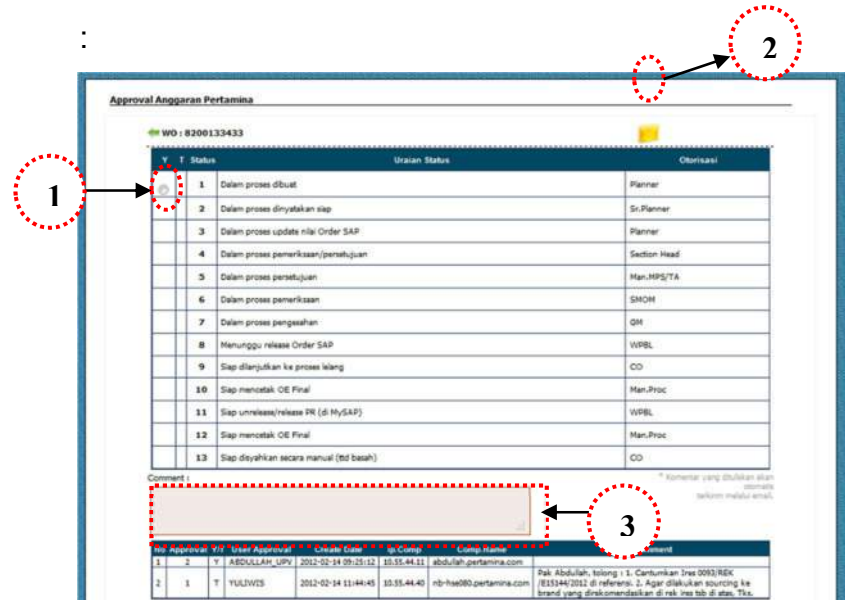 :
2
Approval Anggaran Pertamina
WO : 8200133433
Y T Status Uraian Status Otorisasi
1 Dalam proses dibuat Planner
2 Dalam proses dinyatakan siap Sr.Planner
3 Dalam proses update nilai Order SAP Planner
4 Dalam proses pemeriksaan/persetujuan Section Head
5 Dalam proses persetujuan Man.MPS/TA
6 Dalam proses pemeriksaan SMOM
7 Dalam proses pengesahan GM
8 Menunggu release Order SAP WPBL
9 Siap dilanjutkan ke proses lelang CO
10 Siap mencetak OE Final Man.Proc
11 Siap unrelease/release PR (di MySAP) WPBL
12 Siap mencetak OE Final Man.Proc
13 Siap disyahkan secara manual (ttd basah) CO
1
Comment :
* Komentar yang dituliskan akan
otomatis
terkirim melalui email.
3
No Approval Y/T User Approval Create Date Ip.Comp Comp.Name
1 2 Y ABDULLAH_UPV 2012-02-14 09:25:12 10.55.44.11 abdullah.pertamina.com
2 1 T YULIWIS 2012-02-14 11:44:45 10.55.44.40 nb-hse080.pertamina.com
Pak Abdullah, tolong : 1. Cantumkan Iras 0093/REK
/E15144/2012 di referensi. 2. Agar dilakukan sourcing ke
brand yang direkomendasikan di rek tsb di atas, Tks.